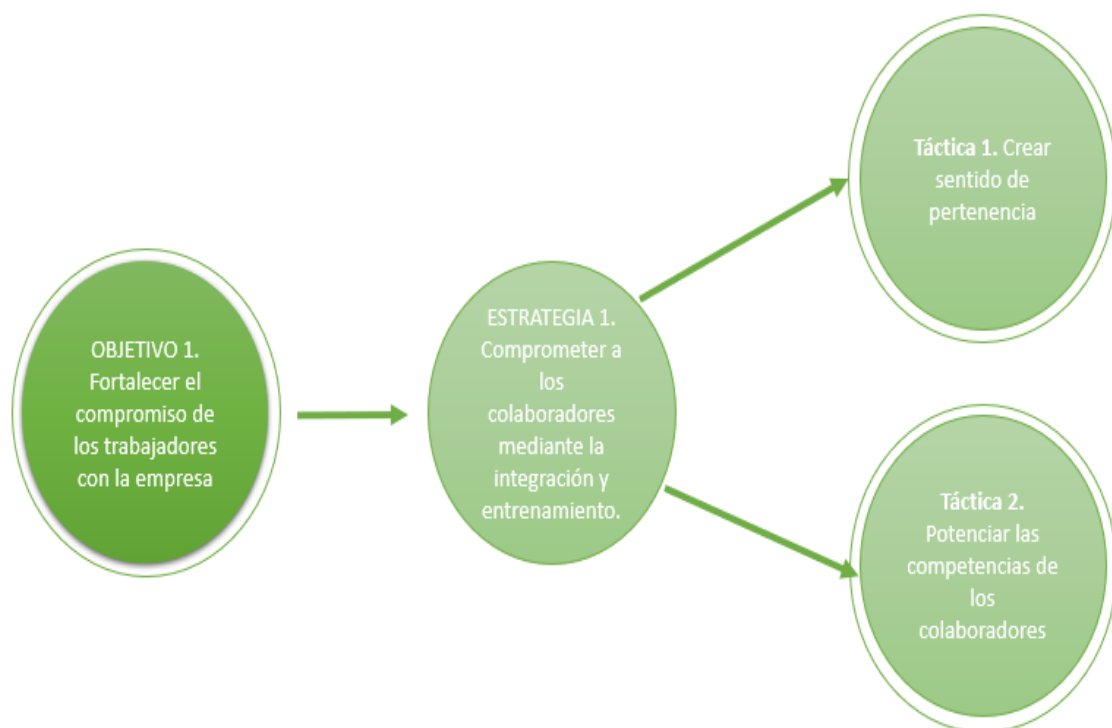 OBJETIVO 1.
Fortalecer el
compromiso de
los trabajadores
con la empresa
ESTRATEGIA 1.
Comprometer a
los
colaboradores
mediante la
integración y
entrenamiento.
Táctica 1. Crear
sentido de
pertenencia
Táctica 2.
Potenciar las
competencias de
los
colaboradores